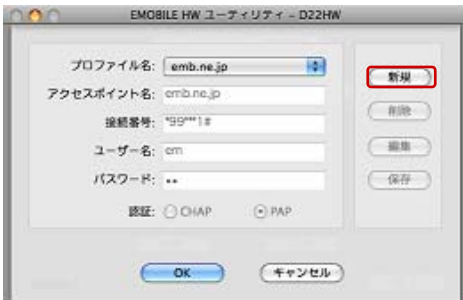 EMOBILE HW ユーティリティ - D22HW
プロファイル名: emb.ne.jp
新規
アクセスポイント名: emb.ne.jp
削除
接続番号: *99***1#
ユーザー名: em
編集
パスワード: ••
保存
認証: CHAP PAP
OK キャンセル